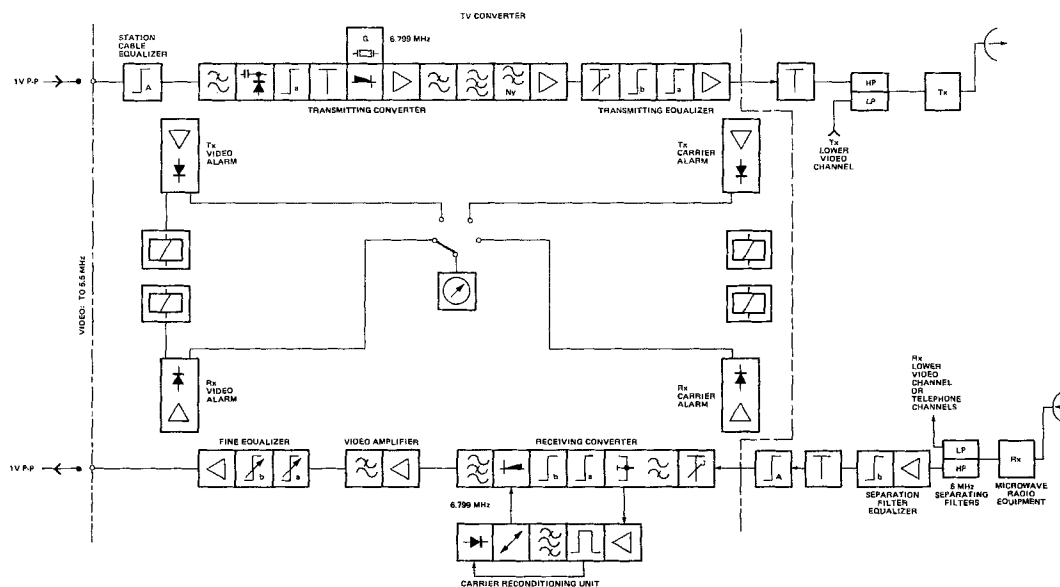 TV CONVERTER
STATION
CABLE
EQUALIZER
G
6.799 MHz
1V P-P
A
a
Ny
b
a
TRANSMITTING CONVERTER
TRANSMITTING EQUALIZER
HP
LP
Tx
Tx
LOWER
VIDEO
CHANNEL
Tx
VIDEO
ALARM
Tx
CARRIER
ALARM
VIDEO: TO 5.5 MHz
Rx
VIDEO
ALARM
Rx
CARRIER
ALARM
Rx
LOWER
VIDEO
CHANNEL
OR
TELEPHONE
CHANNELS
FINE EQUALIZER
VIDEO AMPLIFIER
RECEIVING CONVERTER
1V P-P
b
a
b
a
A
b
LP
HP
Rx
SEPARATION
FILTER
EQUALIZER
6 MHz
SEPARATING
FILTERS
MICROWAVE
RADIO
EQUIPMENT
6.799 MHz
CARRIER RECONDITIONING UNIT